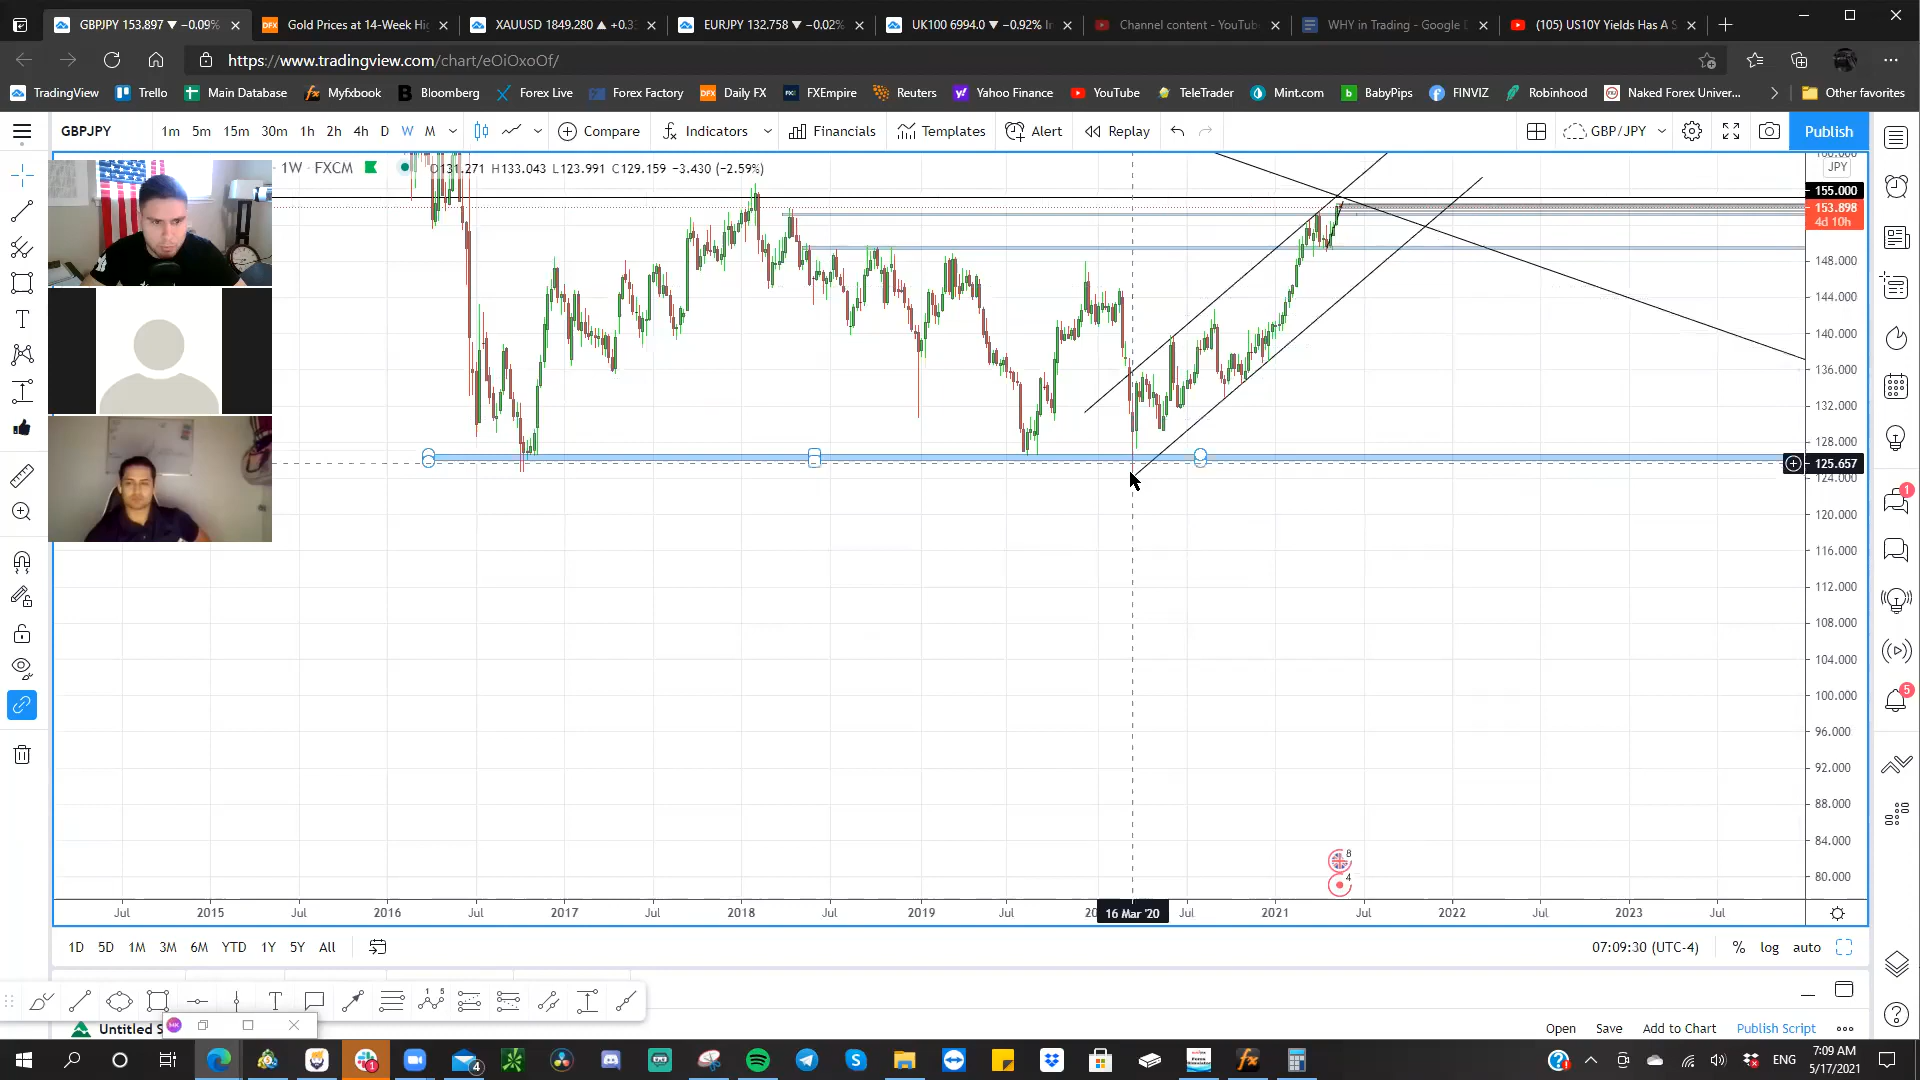 GBPJPY 153.897 ▼ −0.09%
Gold Prices at 14-Week Hi
XAUUSD 1849.280 ▲ +0.3
EURJPY 132.758 ▼ −0.02%
UK100 6994.0 ▼ −0.92% In
Channel content - YouTube
WHY in Trading - Google D
(105) US10Y Yields Has A S
https://www.tradingview.com/chart/eOiOxoOf/
TradingView Trello Main Database Myfxbook Bloomberg Forex Live Forex Factory Daily FX FXEmpire Reuters Yahoo Finance YouTube TeleTrader Mint.com BabyPips FINVIZ Robinhood Naked Forex Univer... Other favorites
GBPJPY 1m 5m 15m 30m 1h 2h 4h D W M Compare Indicators Financials Templates Alert Replay GBP/JPY Publish
1W · FXCM O131.271 H133.043 L123.991 C129.159 −3.430 (−2.59%)
JPY
155.000
153.898
4d 10h
148.000
144.000
140.000
136.000
132.000
128.000
125.657
124.000
120.000
116.000
112.000
108.000
104.000
100.000
96.000
92.000
88.000
84.000
80.000
8
4
Jul 2015 Jul 2016 Jul 2017 Jul 2018 Jul 2019 Jul 16 Mar '20 Jul 2021 Jul 2022 Jul 2023 Jul
1D 5D 1M 3M 6M YTD 1Y 5Y All 07:09:30 (UTC-4) % log auto
Untitled S
Open Save Add to Chart Publish Script
ENG 7:09 AM
5/17/2021